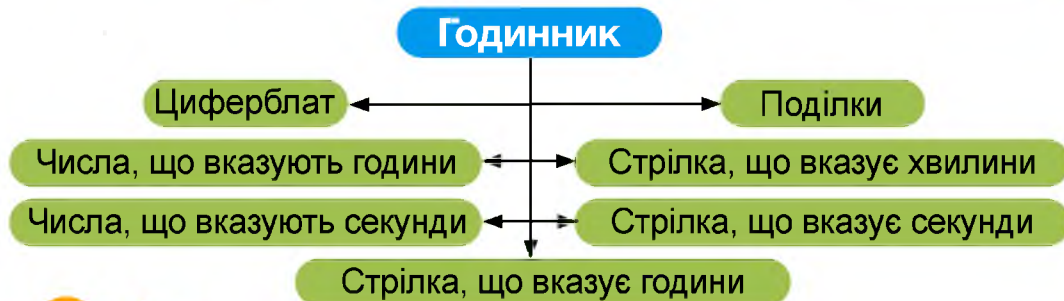 Годинник
Циферблат
Поділки
Числа, що вказують години
Стрілка, що вказує хвилини
Числа, що вказують секунди
Стрілка, що вказує секунди
Стрілка, що вказує години